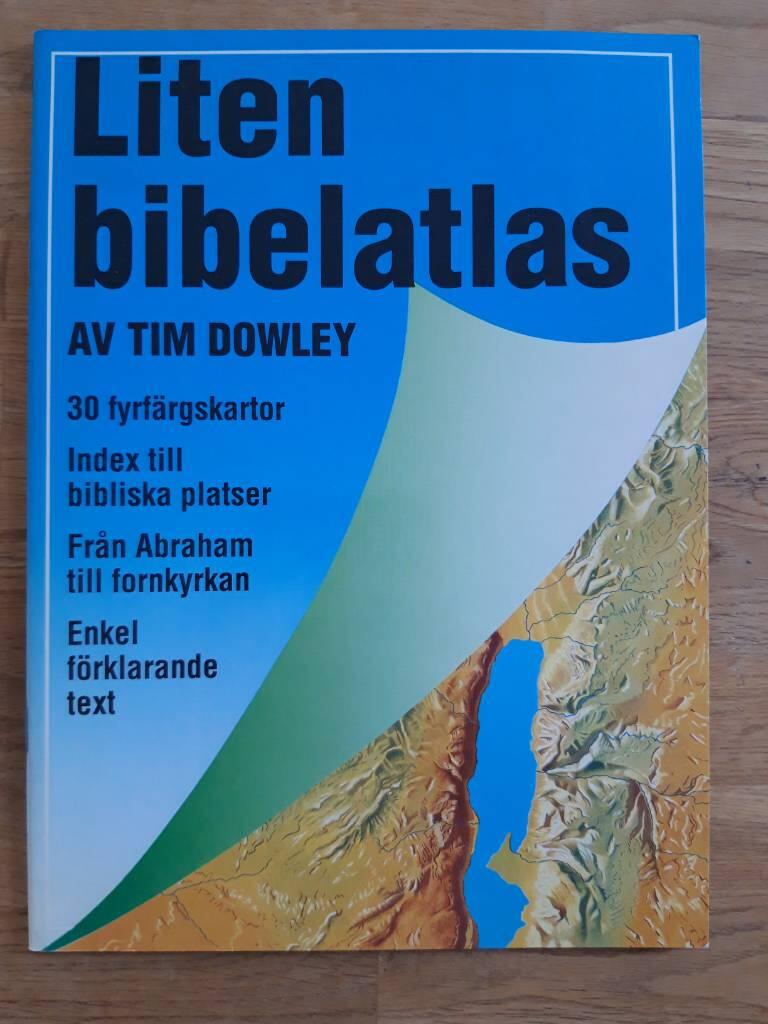 Liten
bibelatlas
AV TIM DOWLEY
30 fyrfärgskartor
Index till
bibliska platser
Från Abraham
till fornkyrkan
Enkel
förklarande
text